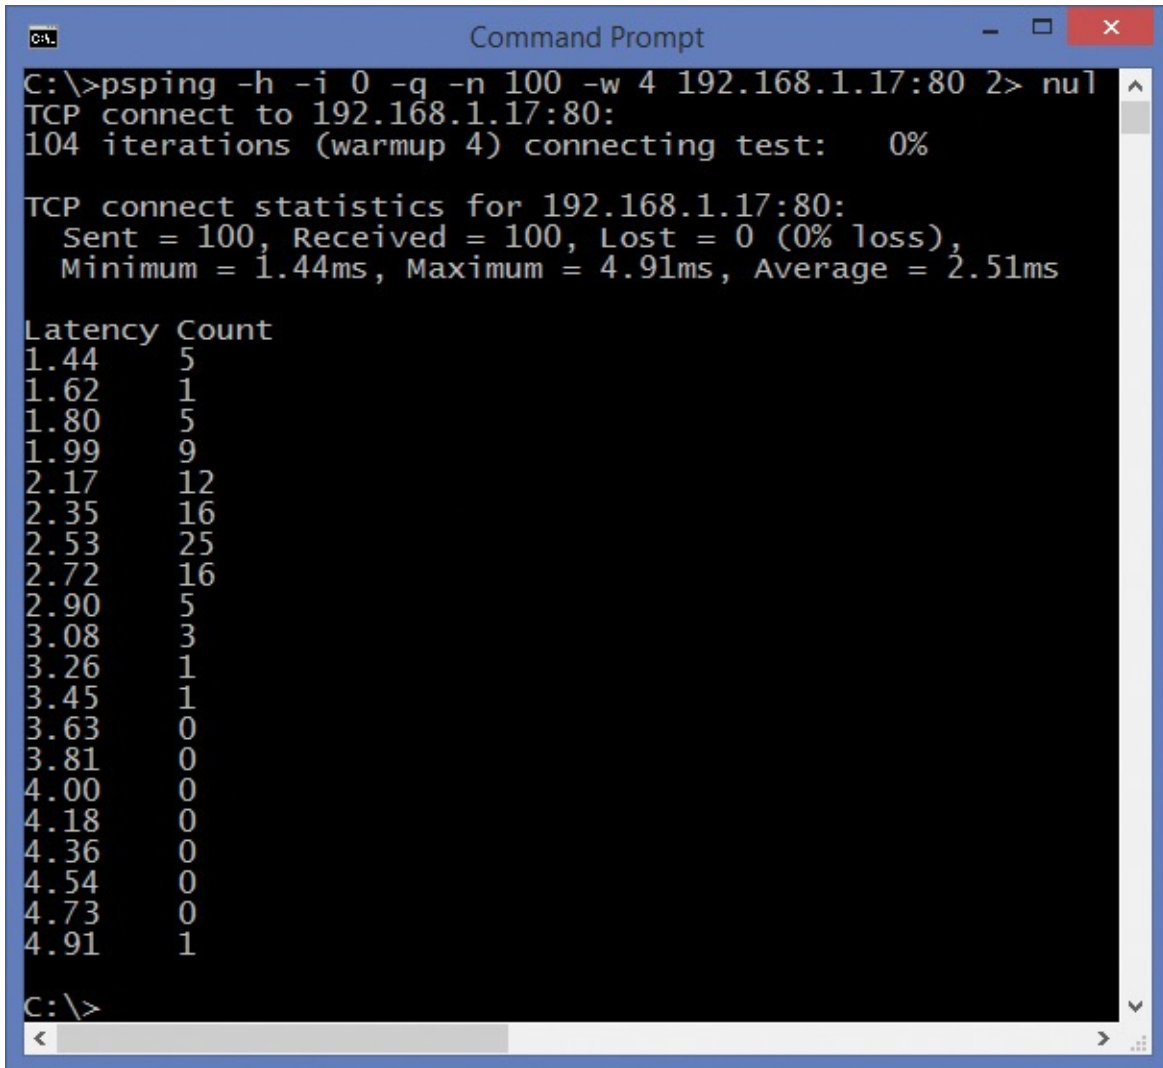 C:\.
Command Prompt
C:\>psping -h -i 0 -q -n 100 -w 4 192.168.1.17:80 2> nul
TCP connect to 192.168.1.17:80:
104 iterations (warmup 4) connecting test:   0%
TCP connect statistics for 192.168.1.17:80:
  Sent = 100, Received = 100, Lost = 0 (0% loss),
  Minimum = 1.44ms, Maximum = 4.91ms, Average = 2.51ms
Latency Count
1.44    5
1.62    1
1.80    5
1.99    9
2.17    12
2.35    16
2.53    25
2.72    16
2.90    5
3.08    3
3.26    1
3.45    1
3.63    0
3.81    0
4.00    0
4.18    0
4.36    0
4.54    0
4.73    0
4.91    1
C:\>